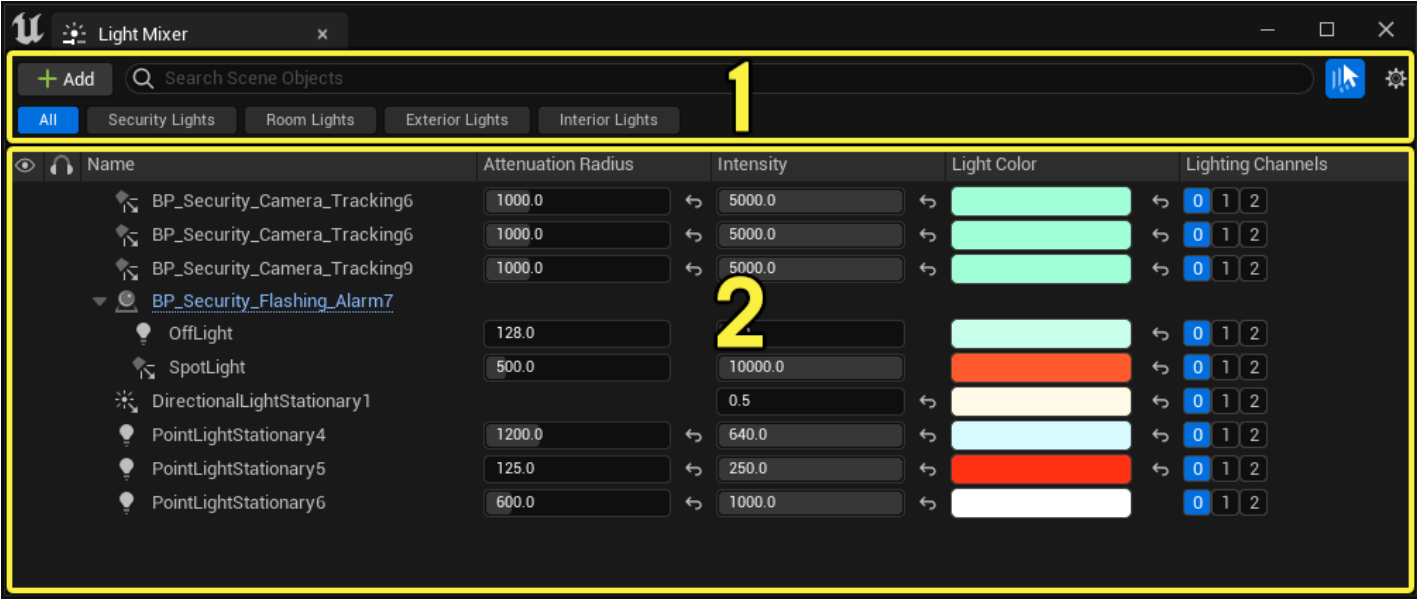 Light Mixer
Add
Search Scene Objects
1
All Security Lights Room Lights Exterior Lights Interior Lights
Name Attenuation Radius Intensity Light Color Lighting Channels
BP_Security_Camera_Tracking6 1000.0 5000.0 0 1 2
BP_Security_Camera_Tracking6 1000.0 5000.0 0 1 2
BP_Security_Camera_Tracking9 1000.0 5000.0 0 1 2
2
BP_Security_Flashing_Alarm7
OffLight 128.0 0 1 2
SpotLight 500.0 10000.0 0 1 2
DirectionalLightStationary1 0.5 0 1 2
PointLightStationary4 1200.0 640.0 0 1 2
PointLightStationary5 125.0 250.0 0 1 2
PointLightStationary6 600.0 1000.0 0 1 2